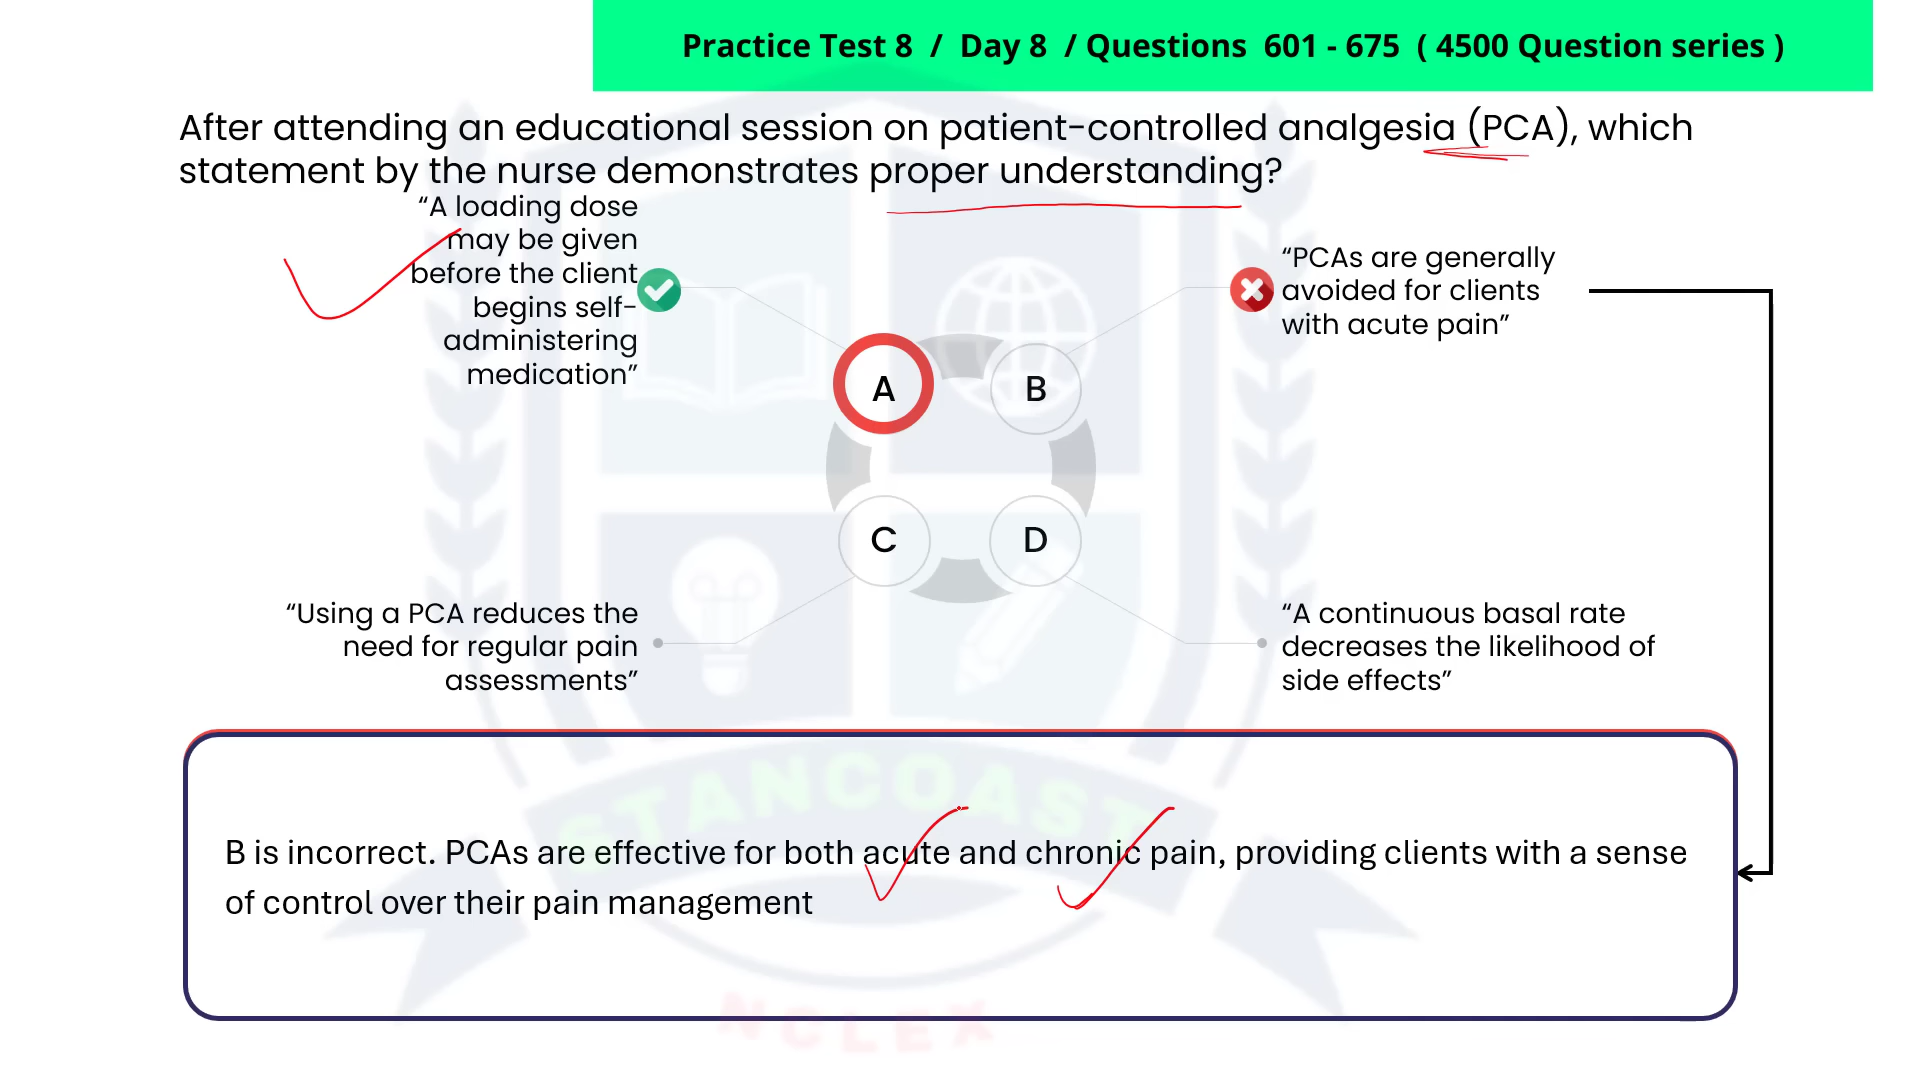 Practice Test 8 / Day 8 / Questions 601 - 675 ( 4500 Question series )
After attending an educational session on patient-controlled analgesia (PCA), which
statement by the nurse demonstrates proper understanding?
“A loading dose
may be given
before the client
begins self-
administering
medication”
“PCAs are generally
avoided for clients
with acute pain”
A
B
C
D
“Using a PCA reduces the
need for regular pain
assessments”
“A continuous basal rate
decreases the likelihood of
side effects”
STANCOAST
B is incorrect. PCAs are effective for both acute and chronic pain, providing clients with a sense
of control over their pain management
NCLEX